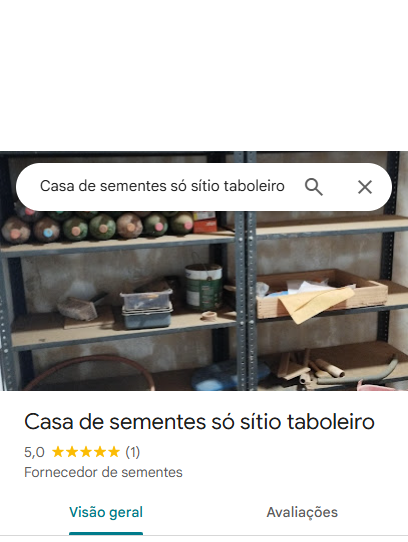 Casa de sementes só sítio taboleiro
Casa de sementes só sítio taboleiro
5,0 ★★★★★ (1)
Fornecedor de sementes
Visão geral
Avaliações